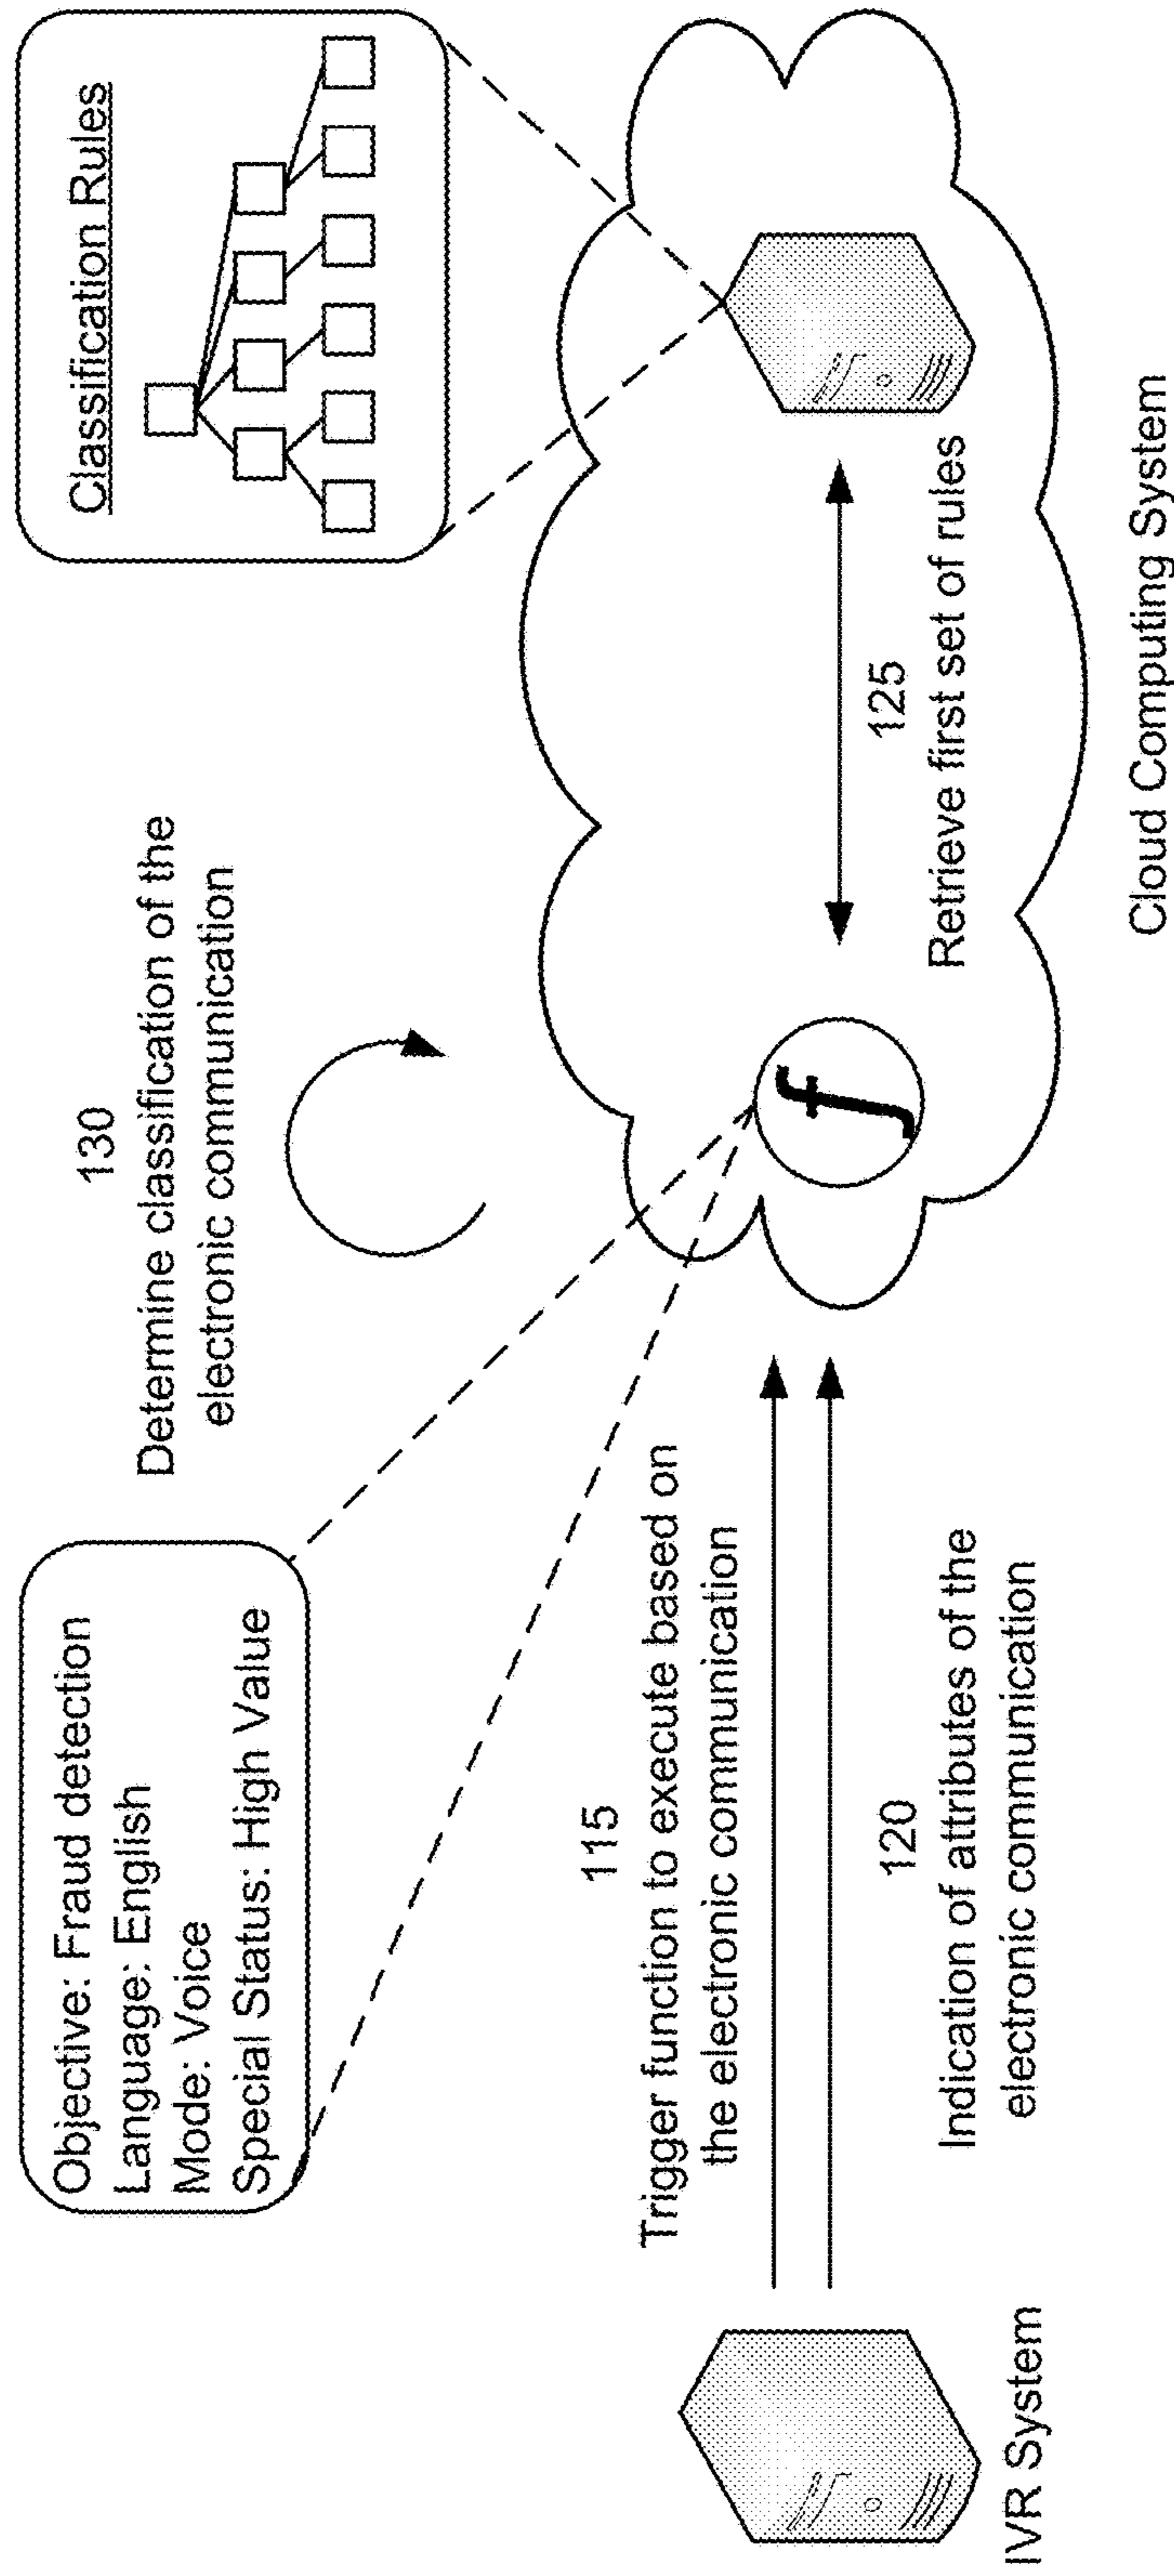 Objective: Fraud detection
Language: English
Mode: Voice
Special Status: High Value
130
Determine classification of the
electronic communication
Classification Rules
115
Trigger function to execute based on
the electronic communication
120
Indication of attributes of the
electronic communication
f
125
Retrieve first set of rules
IVR System
Cloud Computing System